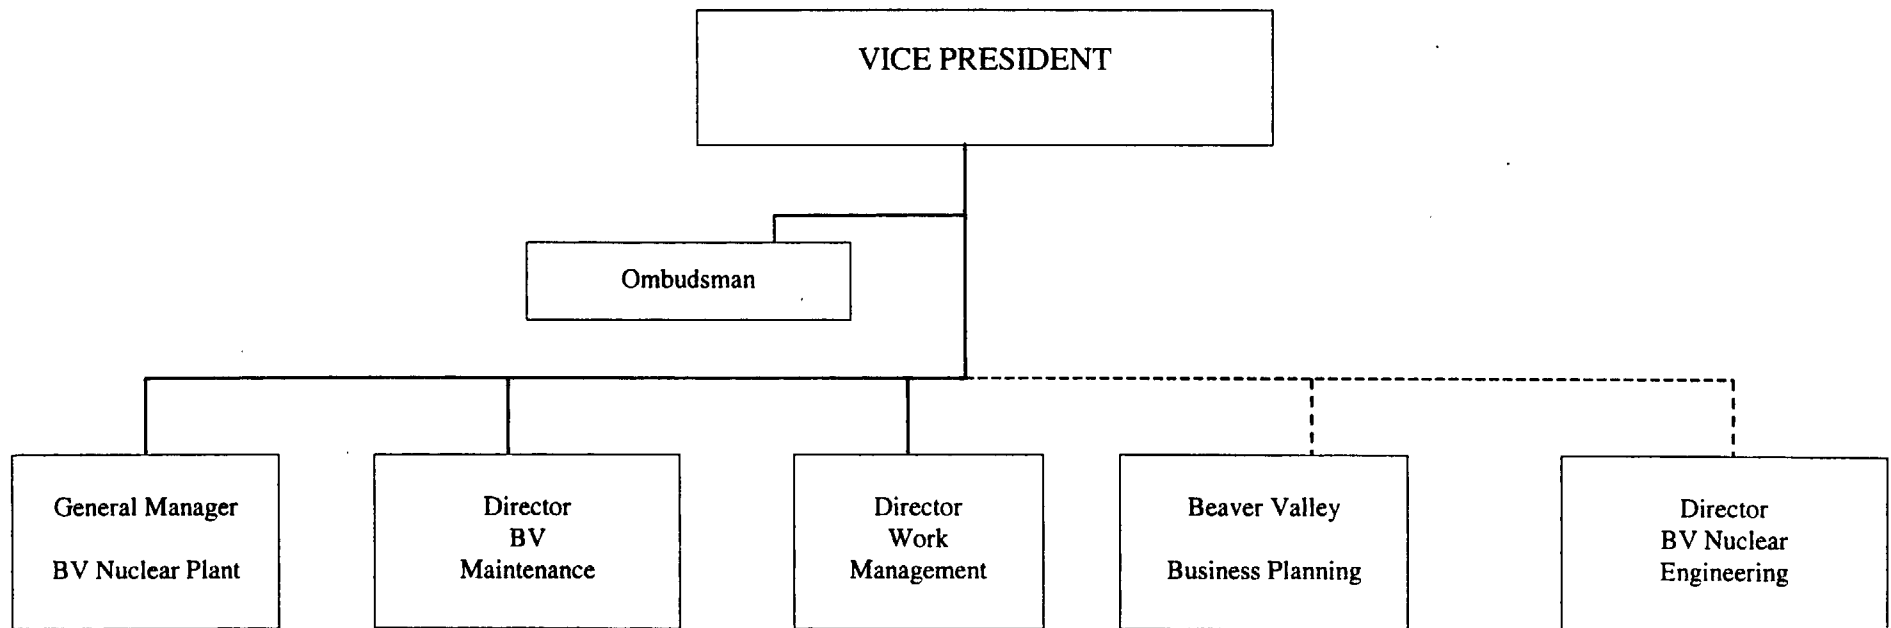 VICE PRESIDENT
Ombudsman
General Manager
BV Nuclear Plant
Director
BV
Maintenance
Director
Work
Management
Beaver Valley
Business Planning
Director
BV Nuclear
Engineering